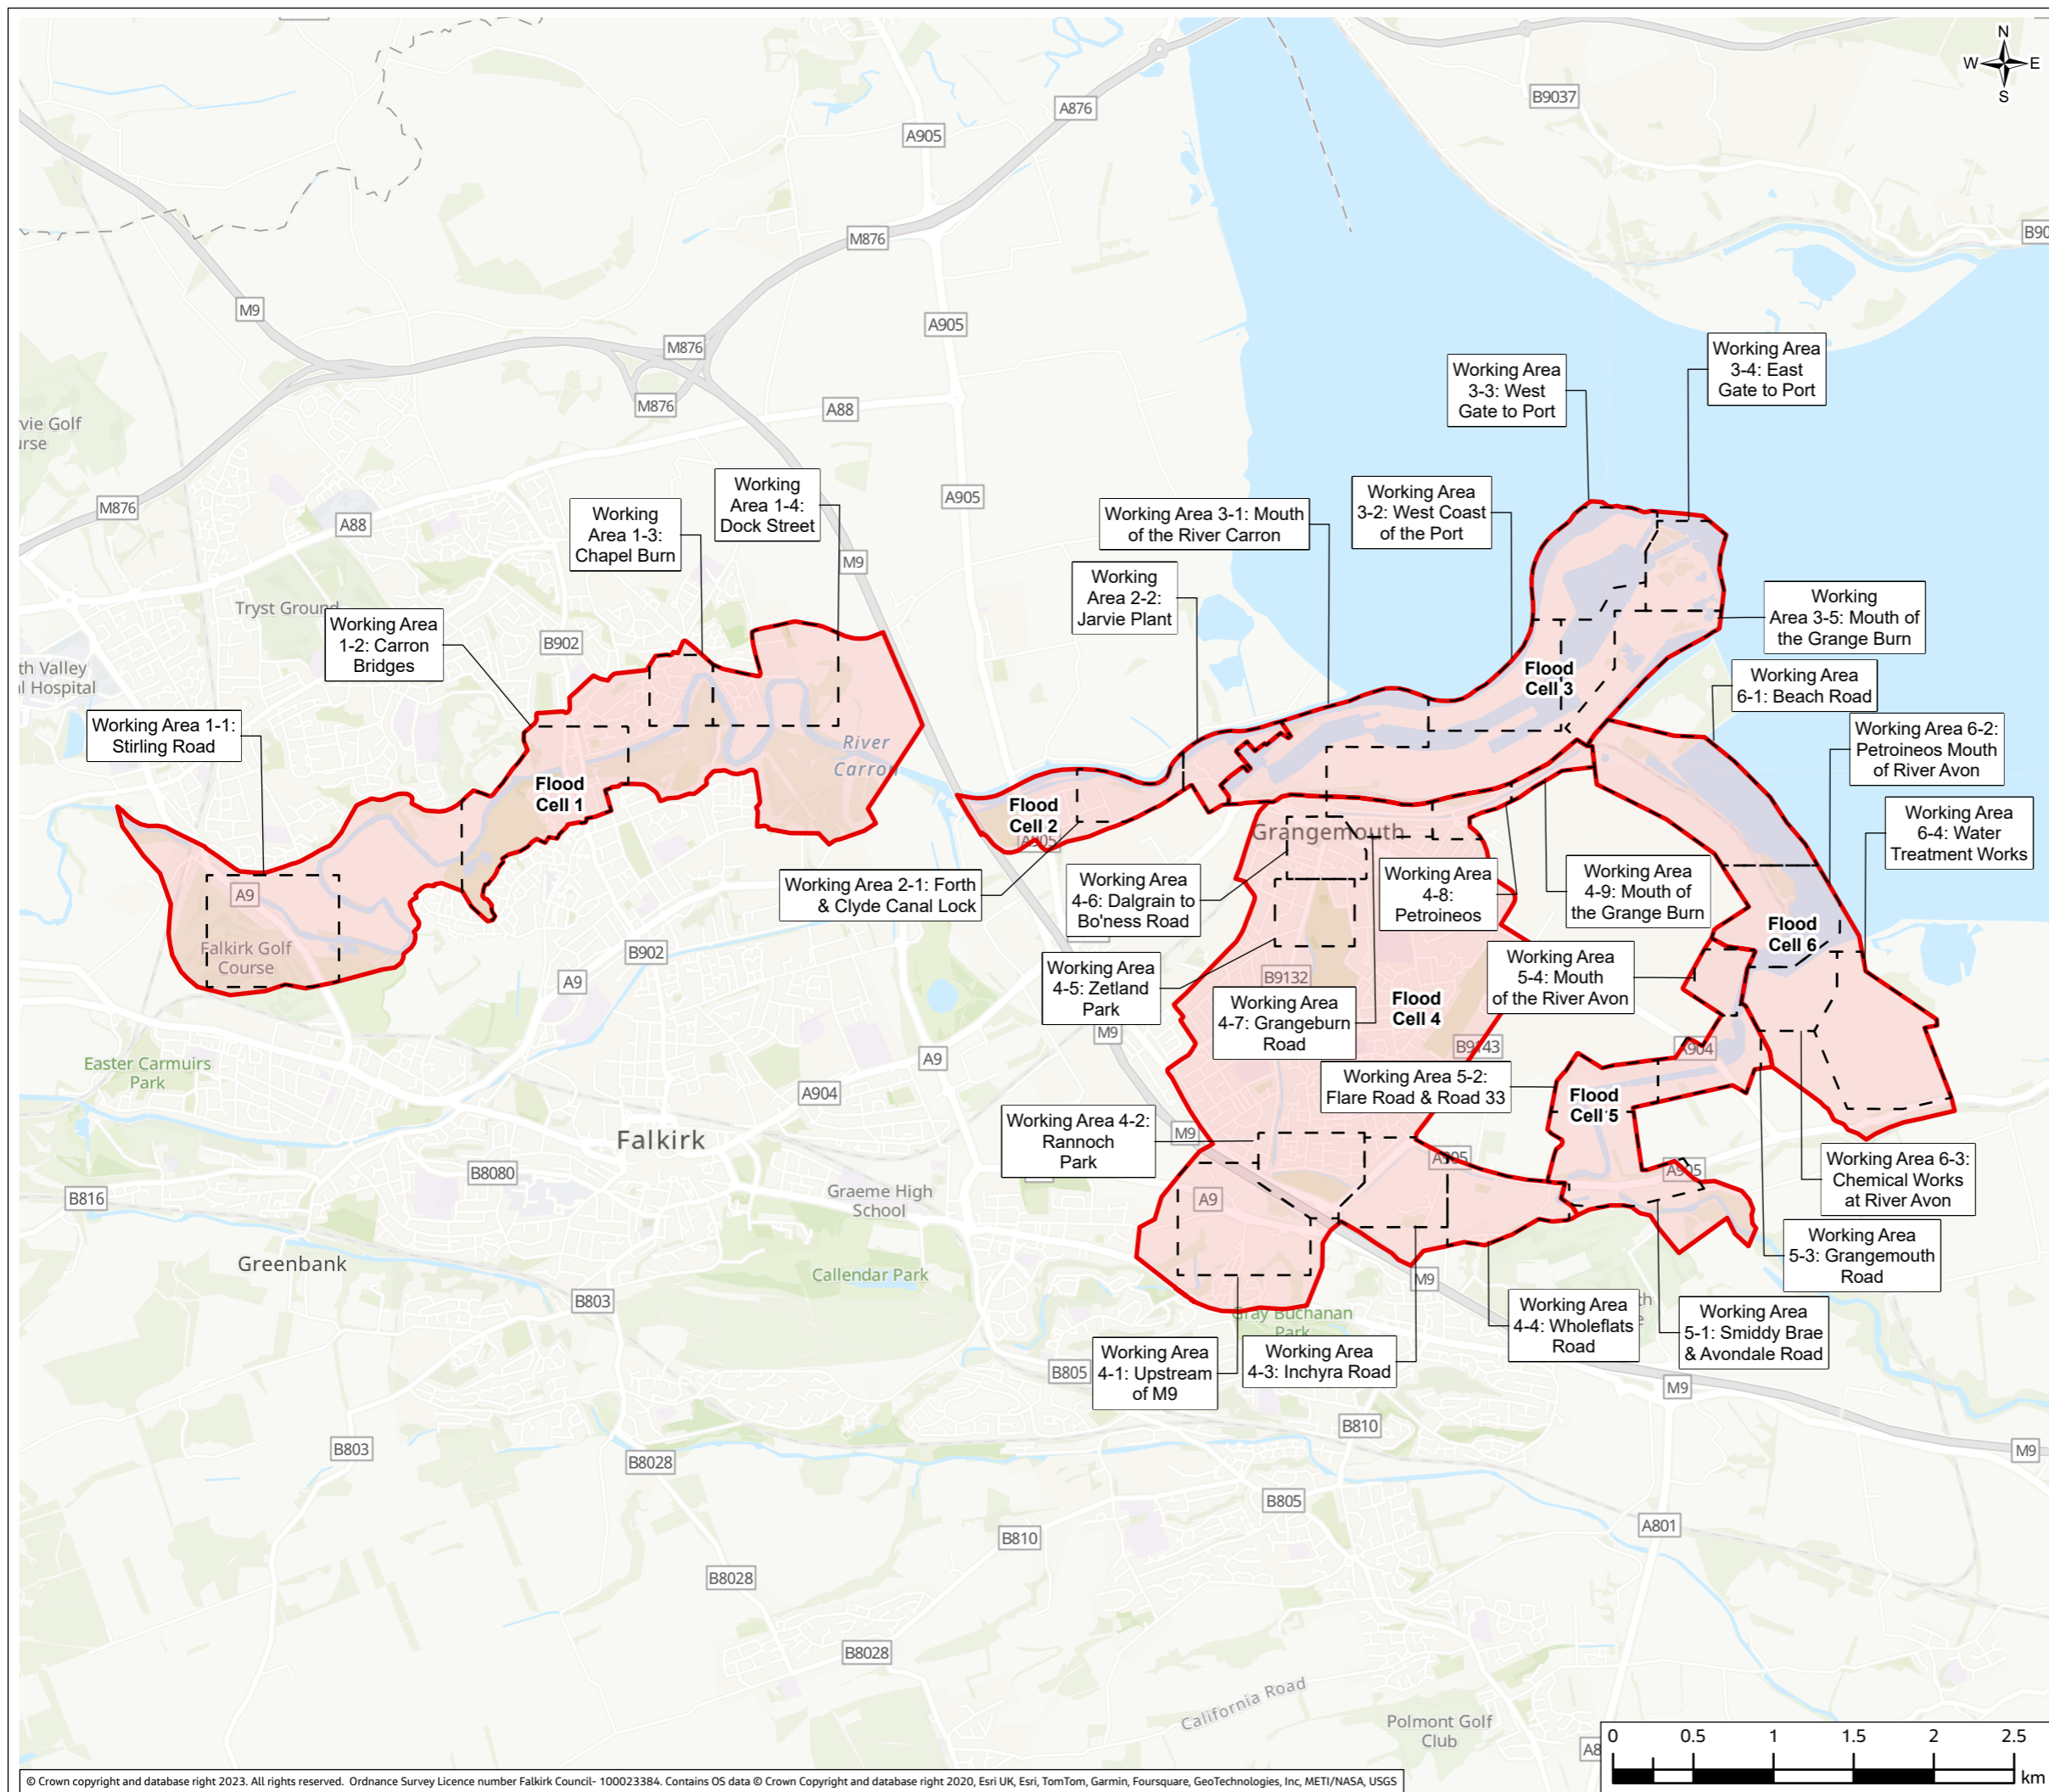 N
W E
S
B9037
A876
A905
M876
B90
M9
A905
M876
M876
A88
vie Golf
urse
A905
M876
A88
Working Area
3-3: West
Gate to Port
Working Area
3-4: East
Gate to Port
Working
Area 1-4:
Dock Street
Working
Area 1-3:
Chapel Burn
Working Area 3-1: Mouth
of the River Carron
Working Area
3-2: West Coast
of the Port
M9
Working
Area 2-2:
Jarvie Plant
Working
Area 3-5: Mouth of
the Grange Burn
Tryst Ground
Working Area
1-2: Carron
Bridges
B902
th Valley
al Hospital
Flood
Cell 3
Working Area
6-1: Beach Road
Working Area 1-1:
Stirling Road
River
Carron
Working Area 6-2:
Petroineos Mouth
of River Avon
Flood
Cell 1
Flood
Cell 2
A905
Grangemouth
Working Area
6-4: Water
Treatment Works
A9
Working Area 2-1: Forth
& Clyde Canal Lock
Working Area
4-6: Dalgrain to
Bo'ness Road
Working Area
4-8:
Petroineos
Working Area
4-9: Mouth of
the Grange Burn
Falkirk Golf
Course
B902
A9
Flood
Cell 6
Working Area
4-5: Zetland
Park
B9132
Working Area
5-4: Mouth
of the River Avon
Working Area
4-7: Grangeburn
Road
Flood
Cell 4
M9
B9143
A904
Easter Carmuirs
Park
A9
A904
Working Area 5-2:
Flare Road & Road 33
Flood
Cell 5
Falkirk
Working Area 4-2:
Rannoch
Park
M9
A905
A905
B8080
B816
Graeme High
School
A9
Working Area 6-3:
Chemical Works
at River Avon
Greenbank
Callendar Park
Working Area
5-3: Grangemouth
Road
M9
B803
Gray Buchanan
Park
Working Area
4-4: Wholeflats
Road
th
e
Working Area
5-1: Smiddy Brae
& Avondale Road
Working Area
4-1: Upstream
of M9
Working Area
4-3: Inchyra Road
B805
M9
B810
B803
B8028
M9
B805
A801
B810
B8028
B8028
California Road
Polmont Golf
Club
A8
0 0.5 1 1.5 2 2.5
km
© Crown copyright and database right 2023. All rights reserved. Ordnance Survey Licence number Falkirk Council- 100023384. Contains OS data © Crown Copyright and database right 2020, Esri UK, Esri, TomTom, Garmin, Foursquare, GeoTechnologies, Inc, METI/NASA, USGS